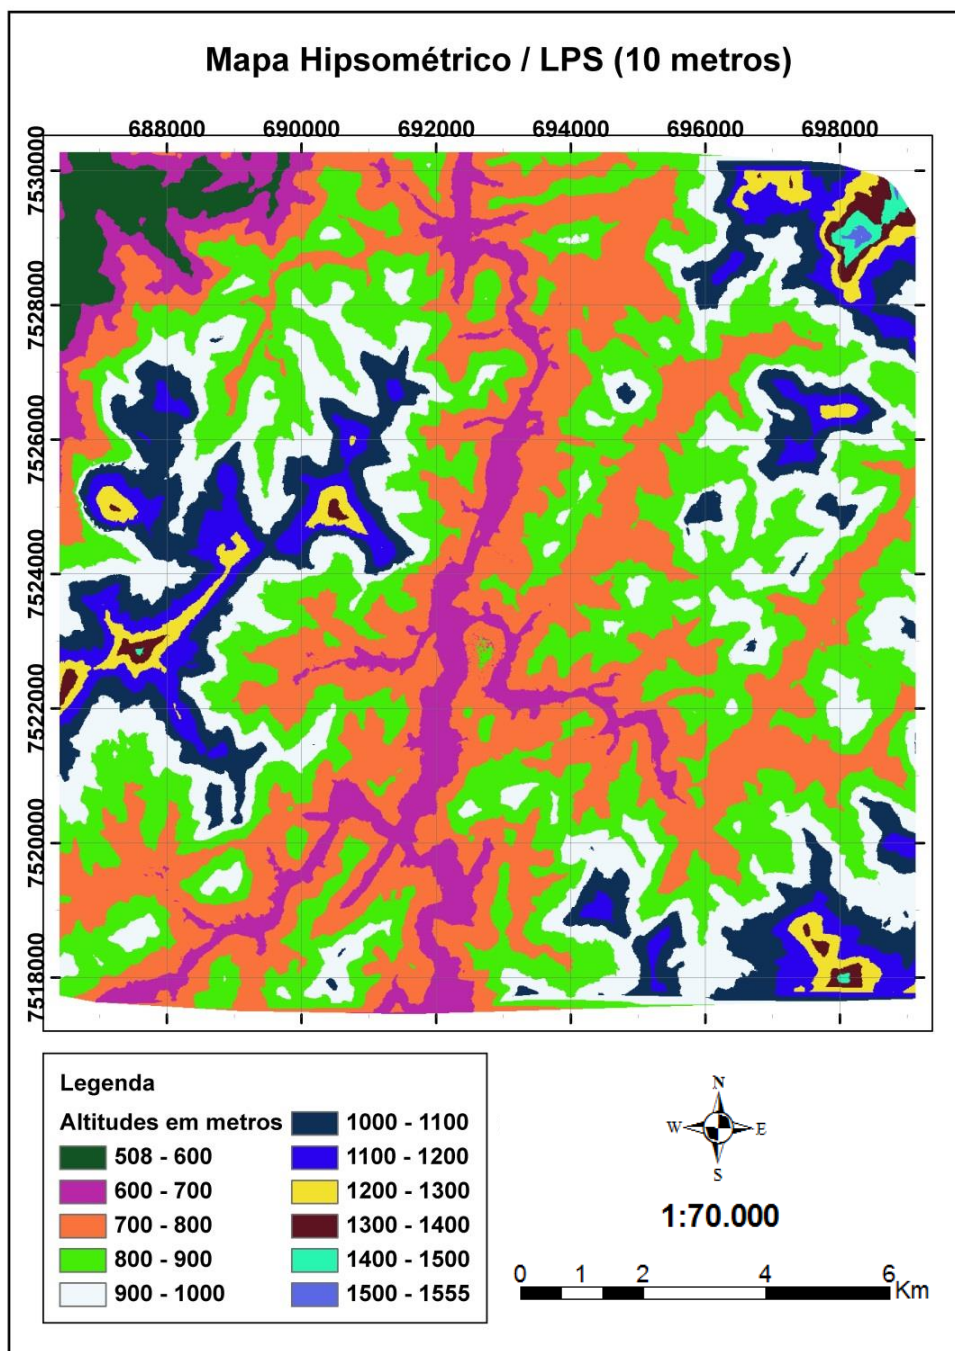 Mapa Hipsométrico / LPS (10 metros)
688000 690000 692000 694000 696000 698000
7530000
7528000
7526000
7524000
7522000
7520000
7518000
Legenda
Altitudes em metros
508 - 600
600 - 700
700 - 800
800 - 900
900 - 1000
1000 - 1100
1100 - 1200
1200 - 1300
1300 - 1400
1400 - 1500
1500 - 1555
N
W E
S
1:70.000
0 1 2 4 6
Km